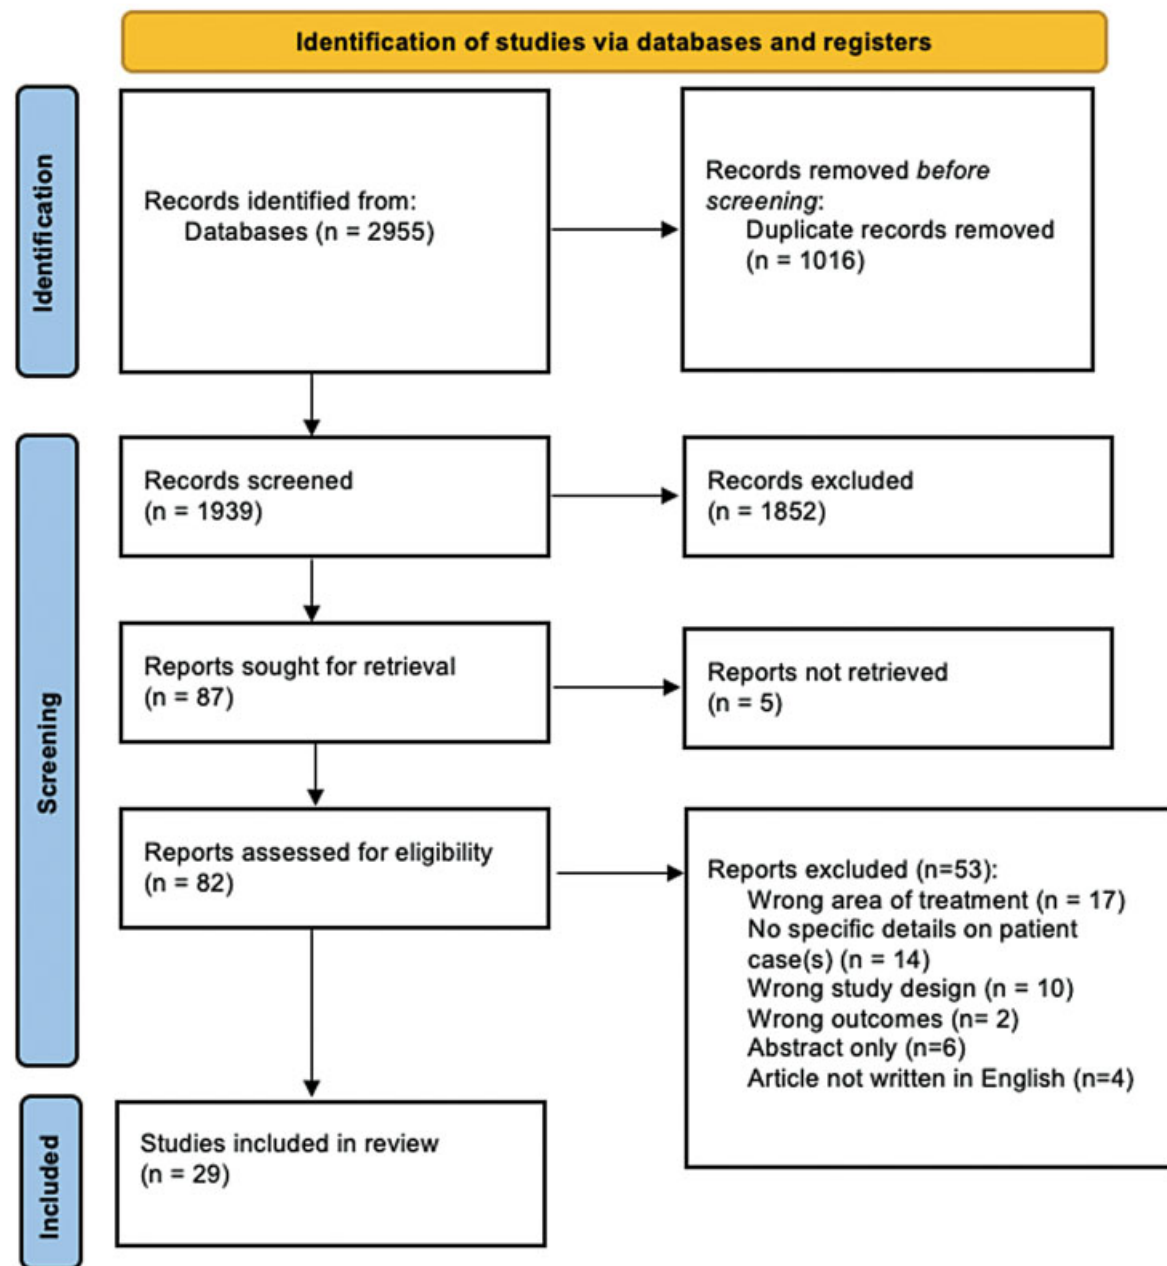 Identification of studies via databases and registers
Identification
Records identified from:
Databases (n = 2955)
Records removed before
screening:
Duplicate records removed
(n = 1016)
Screening
Records screened
(n = 1939)
Records excluded
(n = 1852)
Reports sought for retrieval
(n = 87)
Reports not retrieved
(n = 5)
Reports assessed for eligibility
(n = 82)
Reports excluded (n=53):
Wrong area of treatment (n = 17)
No specific details on patient
case(s) (n = 14)
Wrong study design (n = 10)
Wrong outcomes (n= 2)
Abstract only (n=6)
Article not written in English (n=4)
Included
Studies included in review
(n = 29)